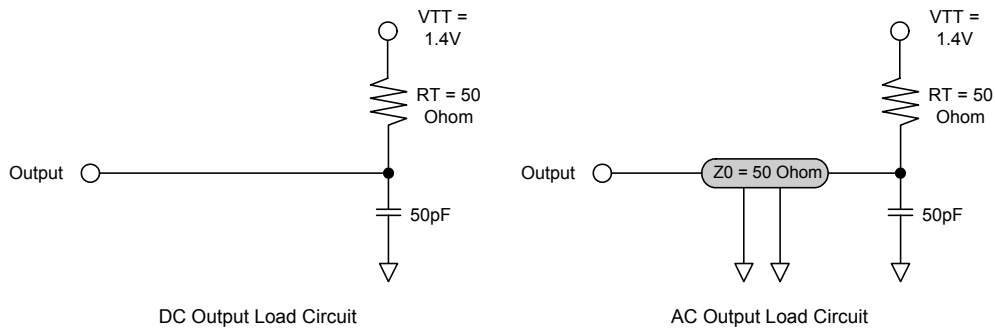 VTT =
1.4V
RT = 50
Ohom
Output
50pF
DC Output Load Circuit
VTT =
1.4V
RT = 50
Ohom
Output
Z0 = 50 Ohom
50pF
AC Output Load Circuit